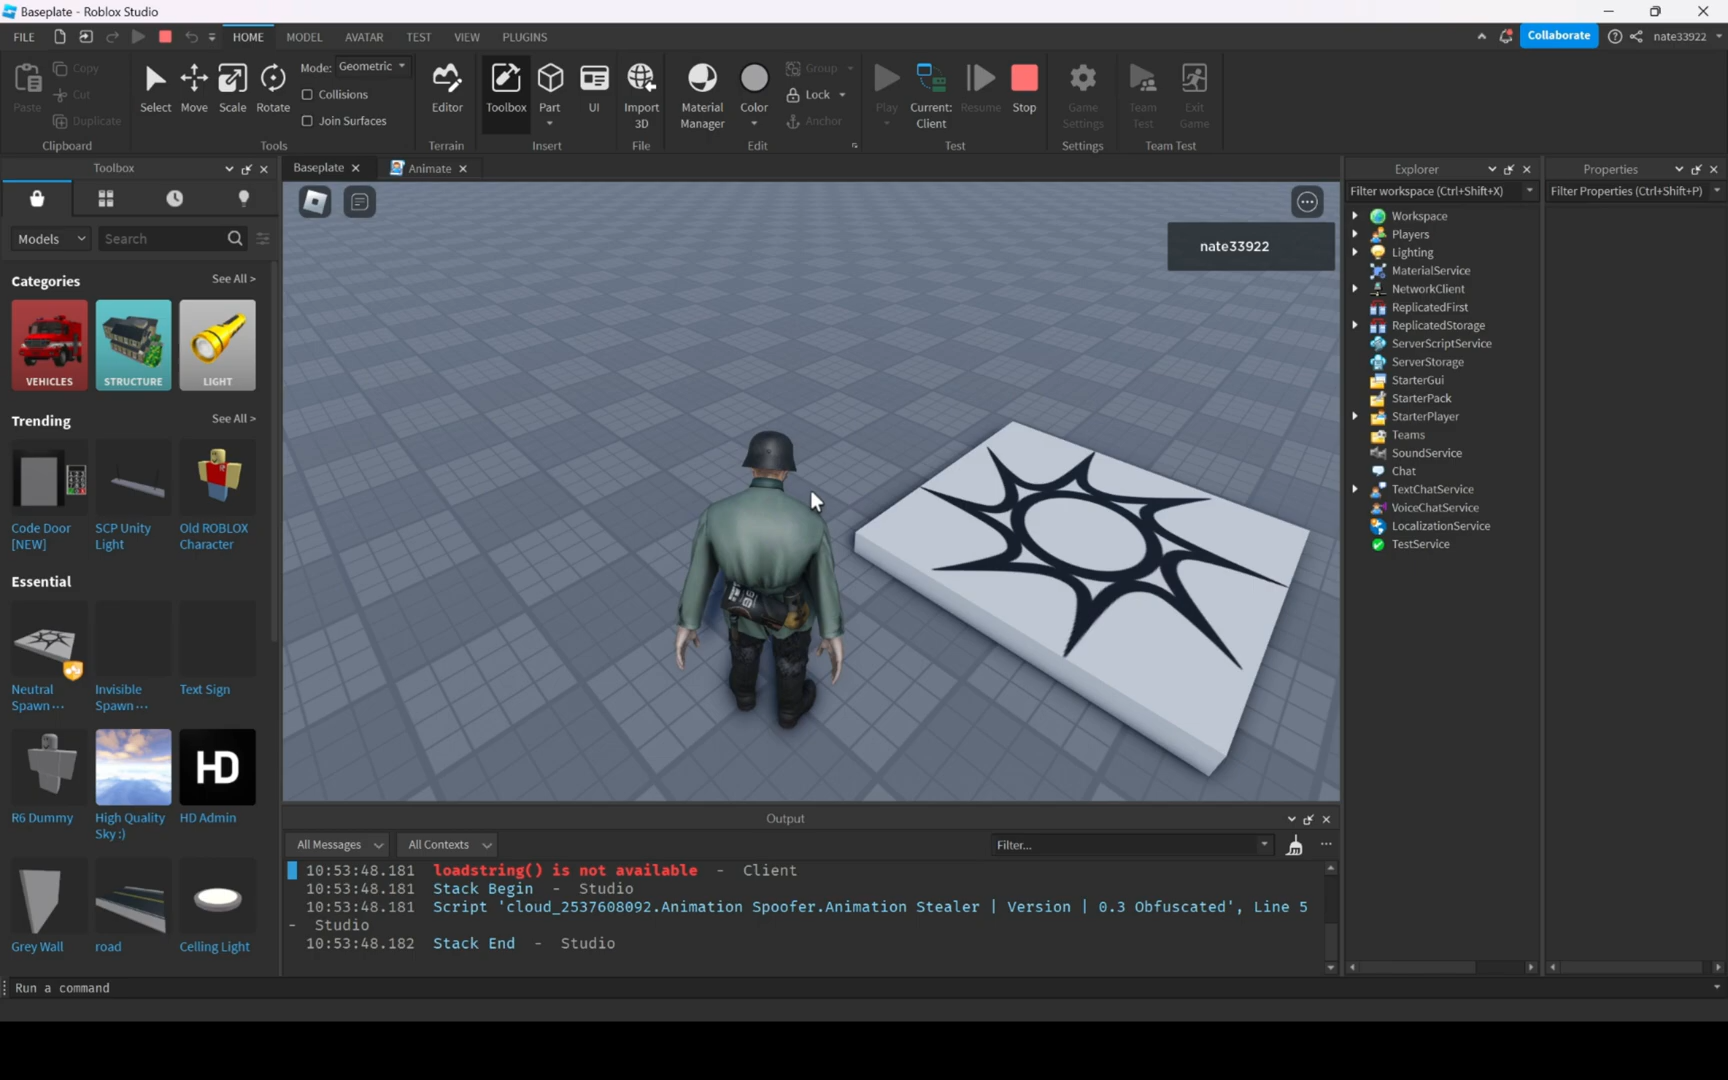 Baseplate - Roblox Studio
FILE HOME MODEL AVATAR TEST VIEW PLUGINS Collaborate nate33922
Paste Copy Cut Duplicate
Clipboard
Select Move Scale Rotate
Mode: Geometric
Collisions
Join Surfaces
Tools
Editor
Terrain
Toolbox Part UI
Insert
Import
3D
File
Material
Manager
Color
Group
Lock
Anchor
Edit
Play Current:
Client Resume Stop
Test
Game
Settings
Settings
Team
Test
Exit
Game
Team Test
Toolbox
Models Search
Categories See All >
VEHICLES STRUCTURE LIGHT
Trending See All >
Code Door
[NEW]
SCP Unity
Light
Old ROBLOX
Character
Essential
Neutral
Spawn ···
Invisible
Spawn ···
Text Sign
HD
R6 Dummy
High Quality
Sky :)
HD Admin
Grey Wall road Celling Light
Baseplate Animate
nate33922
Output
All Messages All Contexts Filter...
10:53:48.181 loadstring() is not available - Client
10:53:48.181 Stack Begin - Studio
10:53:48.181 Script 'cloud_2537608092.Animation Spoofer.Animation Stealer | Version | 0.3 Obfuscated', Line 5
- Studio
10:53:48.182 Stack End - Studio
Explorer
Filter workspace (Ctrl+Shift+X)
Workspace
Players
Lighting
MaterialService
NetworkClient
ReplicatedFirst
ReplicatedStorage
ServerScriptService
ServerStorage
StarterGui
StarterPack
StarterPlayer
Teams
SoundService
Chat
TextChatService
VoiceChatService
LocalizationService
TestService
Properties
Filter Properties (Ctrl+Shift+P)
Run a command